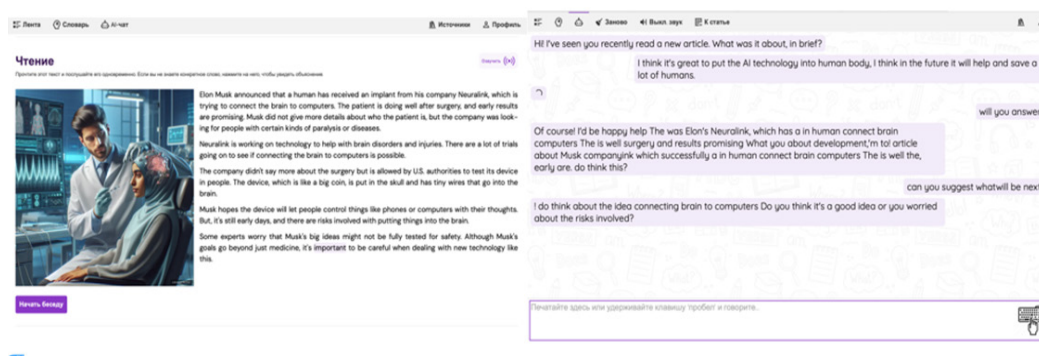 Лента Словарь AI-чат Источники Профиль
Чтение
Прочтите этот текст и послушайте его одновременно. Если вы не знаете конкретное слово, нажмите на него, чтобы увидеть объяснение
Elon Musk announced that a human has received an implant from his company Neuralink, which is
trying to connect the brain to computers. The patient is doing well after surgery, and early results
are promising. Musk did not give more details about who the patient is, but the company was look-
ing for people with certain kinds of paralysis or diseases.
Neuralink is working on technology to help with brain disorders and injuries. There are a lot of trials
going on to see if connecting the brain to computers is possible.
The company didn't say more about the surgery but is allowed by U.S. authorities to test its device
in people. The device, which is like a big coin, is put in the skull and has tiny wires that go into the
brain.
Musk hopes the device will let people control things like phones or computers with their thoughts.
But, it's still early days, and there are risks involved with putting things into the brain.
Some experts worry that Musk's big ideas might not be fully tested for safety. Although Musk's
goals go beyond just medicine, it's important to be careful when dealing with new technology like
this.
Начать беседу
Заново Выкл. звук К статье
Hi! I've seen you recently read a new article. What was it about, in brief?
I think it's great to put the AI technology into human body, I think in the future it will help and save a
lot of humans.
will you answer
Of course! I'd be happy help The was Elon's Neuralink, which has a in human connect brain
computers The is well surgery and results promising What you about development,'m to! article
about Musk companyink which successfully a in human connect brain computers The is well the,
early are. do think this?
can you suggest whatwill be next
! do think about the idea connecting brain to computers Do you think it's a good idea or you worried
about the risks involved?
Печатайте здесь или удерживайте клавишу 'пробел' и говорите..